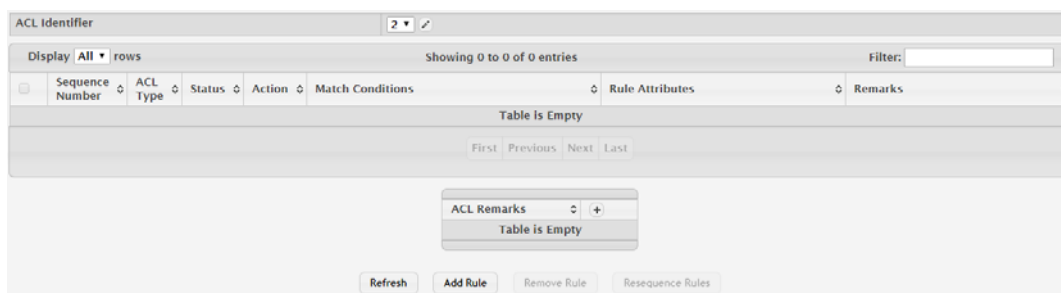 ACL Identifier 2
Display All rows Showing 0 to 0 of 0 entries Filter:
Sequence Number ACL Type Status Action Match Conditions Rule Attributes Remarks
Table is Empty
First Previous Next Last
ACL Remarks +
Table is Empty
Refresh Add Rule Remove Rule Resequence Rules